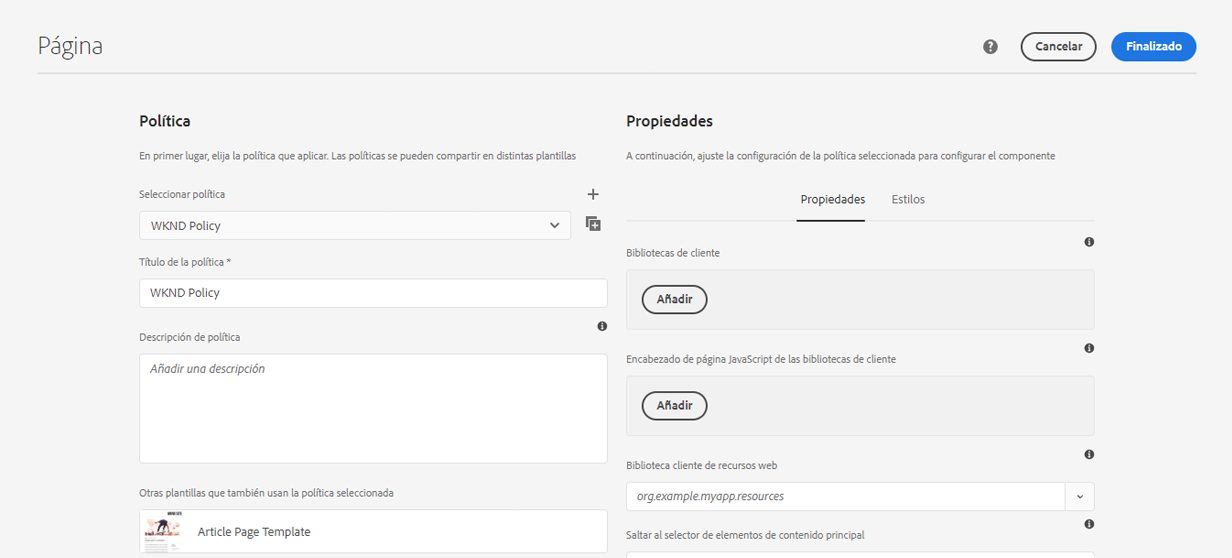 Página
Cancelar
Finalizado
Política
En primer lugar, elija la política que aplicar. Las políticas se pueden compartir en distintas plantillas
Seleccionar política
WKND Policy
Título de la política *
WKND Policy
Descripción de política
Añadir una descripción
Otras plantillas que también usan la política seleccionada
Article Page Template
Propiedades
A continuación, ajuste la configuración de la política seleccionada para configurar el componente
Propiedades
Estilos
Bibliotecas de cliente
Añadir
Encabezado de página JavaScript de las bibliotecas de cliente
Añadir
Biblioteca cliente de recursos web
org.example.myapp.resources
Saltar al selector de elementos de contenido principal